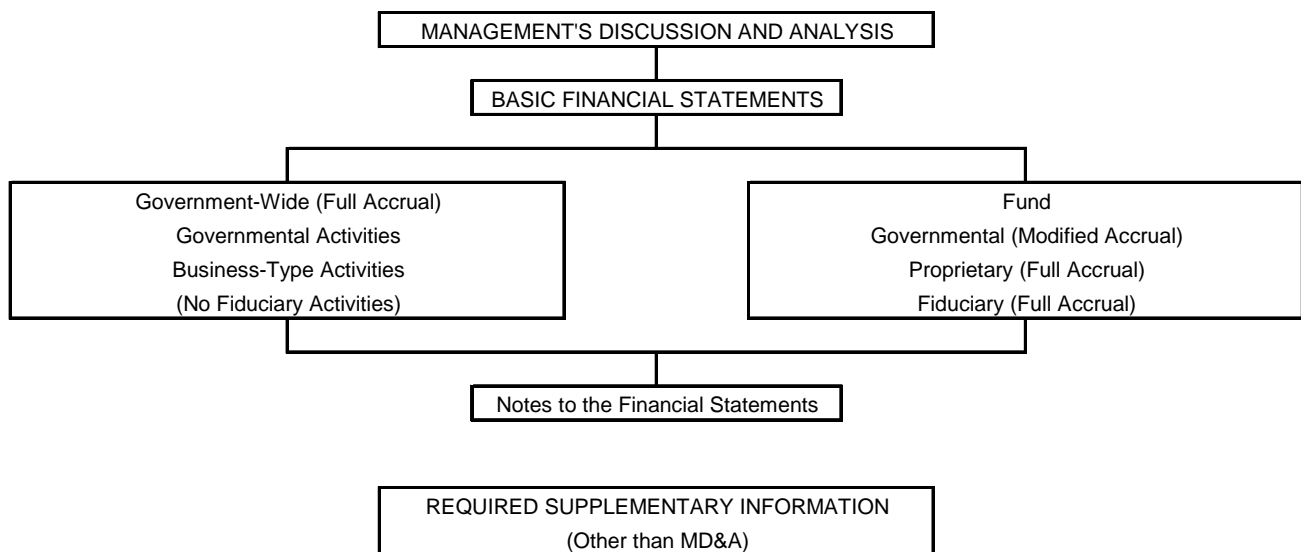 MANAGEMENT'S DISCUSSION AND ANALYSIS
BASIC FINANCIAL STATEMENTS
Government-Wide (Full Accrual)
Governmental Activities
Business-Type Activities
(No Fiduciary Activities)
Fund
Governmental (Modified Accrual)
Proprietary (Full Accrual)
Fiduciary (Full Accrual)
Notes to the Financial Statements
REQUIRED SUPPLEMENTARY INFORMATION
(Other than MD&A)